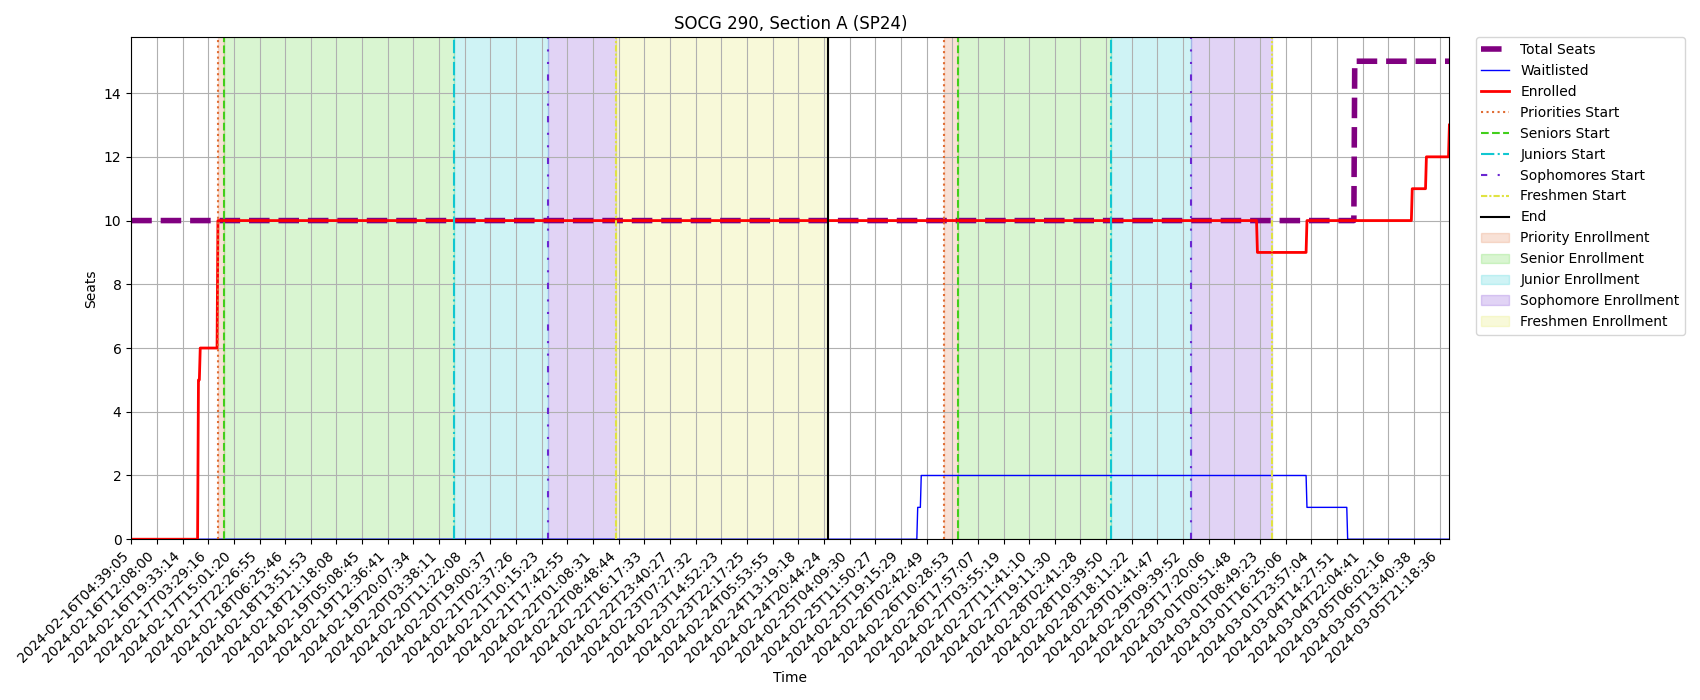 SOCG 290, Section A (SP24)
Seats
14
12
10
8
6
4
2
0
2024-02-16T04:39:05
2024-02-16T12:08:00
2024-02-16T19:33:14
2024-02-17T03:29:16
2024-02-17T15:01:20
2024-02-17T22:26:55
2024-02-18T06:25:46
2024-02-18T13:51:53
2024-02-18T21:18:08
2024-02-19T05:08:45
2024-02-19T12:36:41
2024-02-19T20:07:34
2024-02-20T03:38:11
2024-02-20T11:22:08
2024-02-20T19:00:37
2024-02-21T02:37:26
2024-02-21T10:15:23
2024-02-21T17:42:55
2024-02-22T01:08:31
2024-02-22T08:48:44
2024-02-22T16:17:33
2024-02-22T23:40:27
2024-02-23T07:27:32
2024-02-23T14:52:23
2024-02-23T22:17:25
2024-02-24T05:53:55
2024-02-24T13:19:18
2024-02-24T20:44:24
2024-02-25T04:09:30
2024-02-25T11:50:27
2024-02-25T19:15:29
2024-02-26T02:42:49
2024-02-26T10:28:53
2024-02-26T17:57:07
2024-02-27T03:55:19
2024-02-27T11:41:10
2024-02-27T19:11:30
2024-02-28T02:41:28
2024-02-28T10:39:50
2024-02-28T18:11:22
2024-02-29T01:41:47
2024-02-29T09:39:52
2024-02-29T17:20:06
2024-03-01T00:51:48
2024-03-01T08:49:23
2024-03-01T16:25:06
2024-03-01T23:57:04
2024-03-04T14:27:51
2024-03-04T22:04:41
2024-03-05T06:02:16
2024-03-05T13:40:38
2024-03-05T21:18:36
Time
Total Seats
Waitlisted
Enrolled
Priorities Start
Seniors Start
Juniors Start
Sophomores Start
Freshmen Start
End
Priority Enrollment
Senior Enrollment
Junior Enrollment
Sophomore Enrollment
Freshmen Enrollment